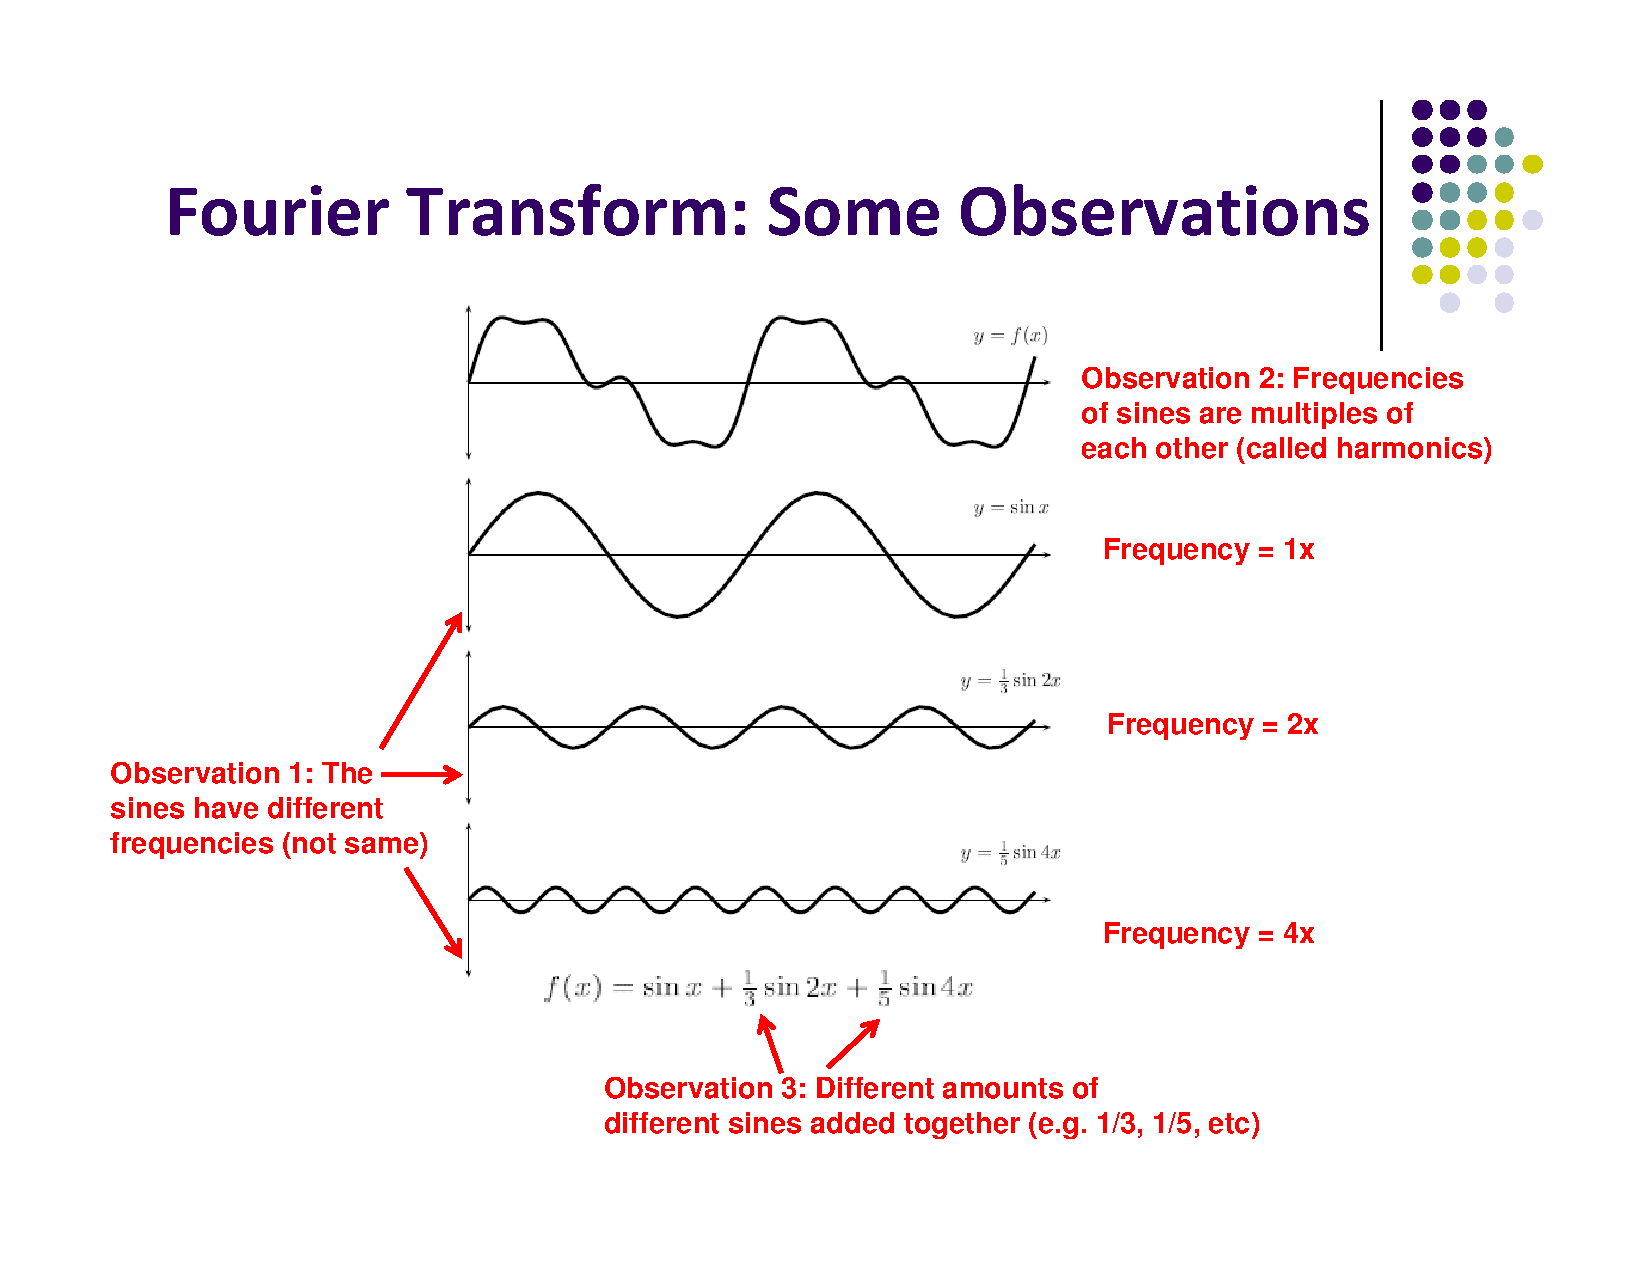 Fourier Transform: Some Observations
y = f(x)
Observation 2: Frequencies
of sines are multiples of
each other (called harmonics)
y = sin x
Frequency = 1x
y = 1/3 sin 2x
Frequency = 2x
Observation 1: The
sines have different
frequencies (not same)
y = 1/5 sin 4x
Frequency = 4x
f(x) = sin x + 1/3 sin 2x + 1/5 sin 4x
Observation 3: Different amounts of
different sines added together (e.g. 1/3, 1/5, etc)